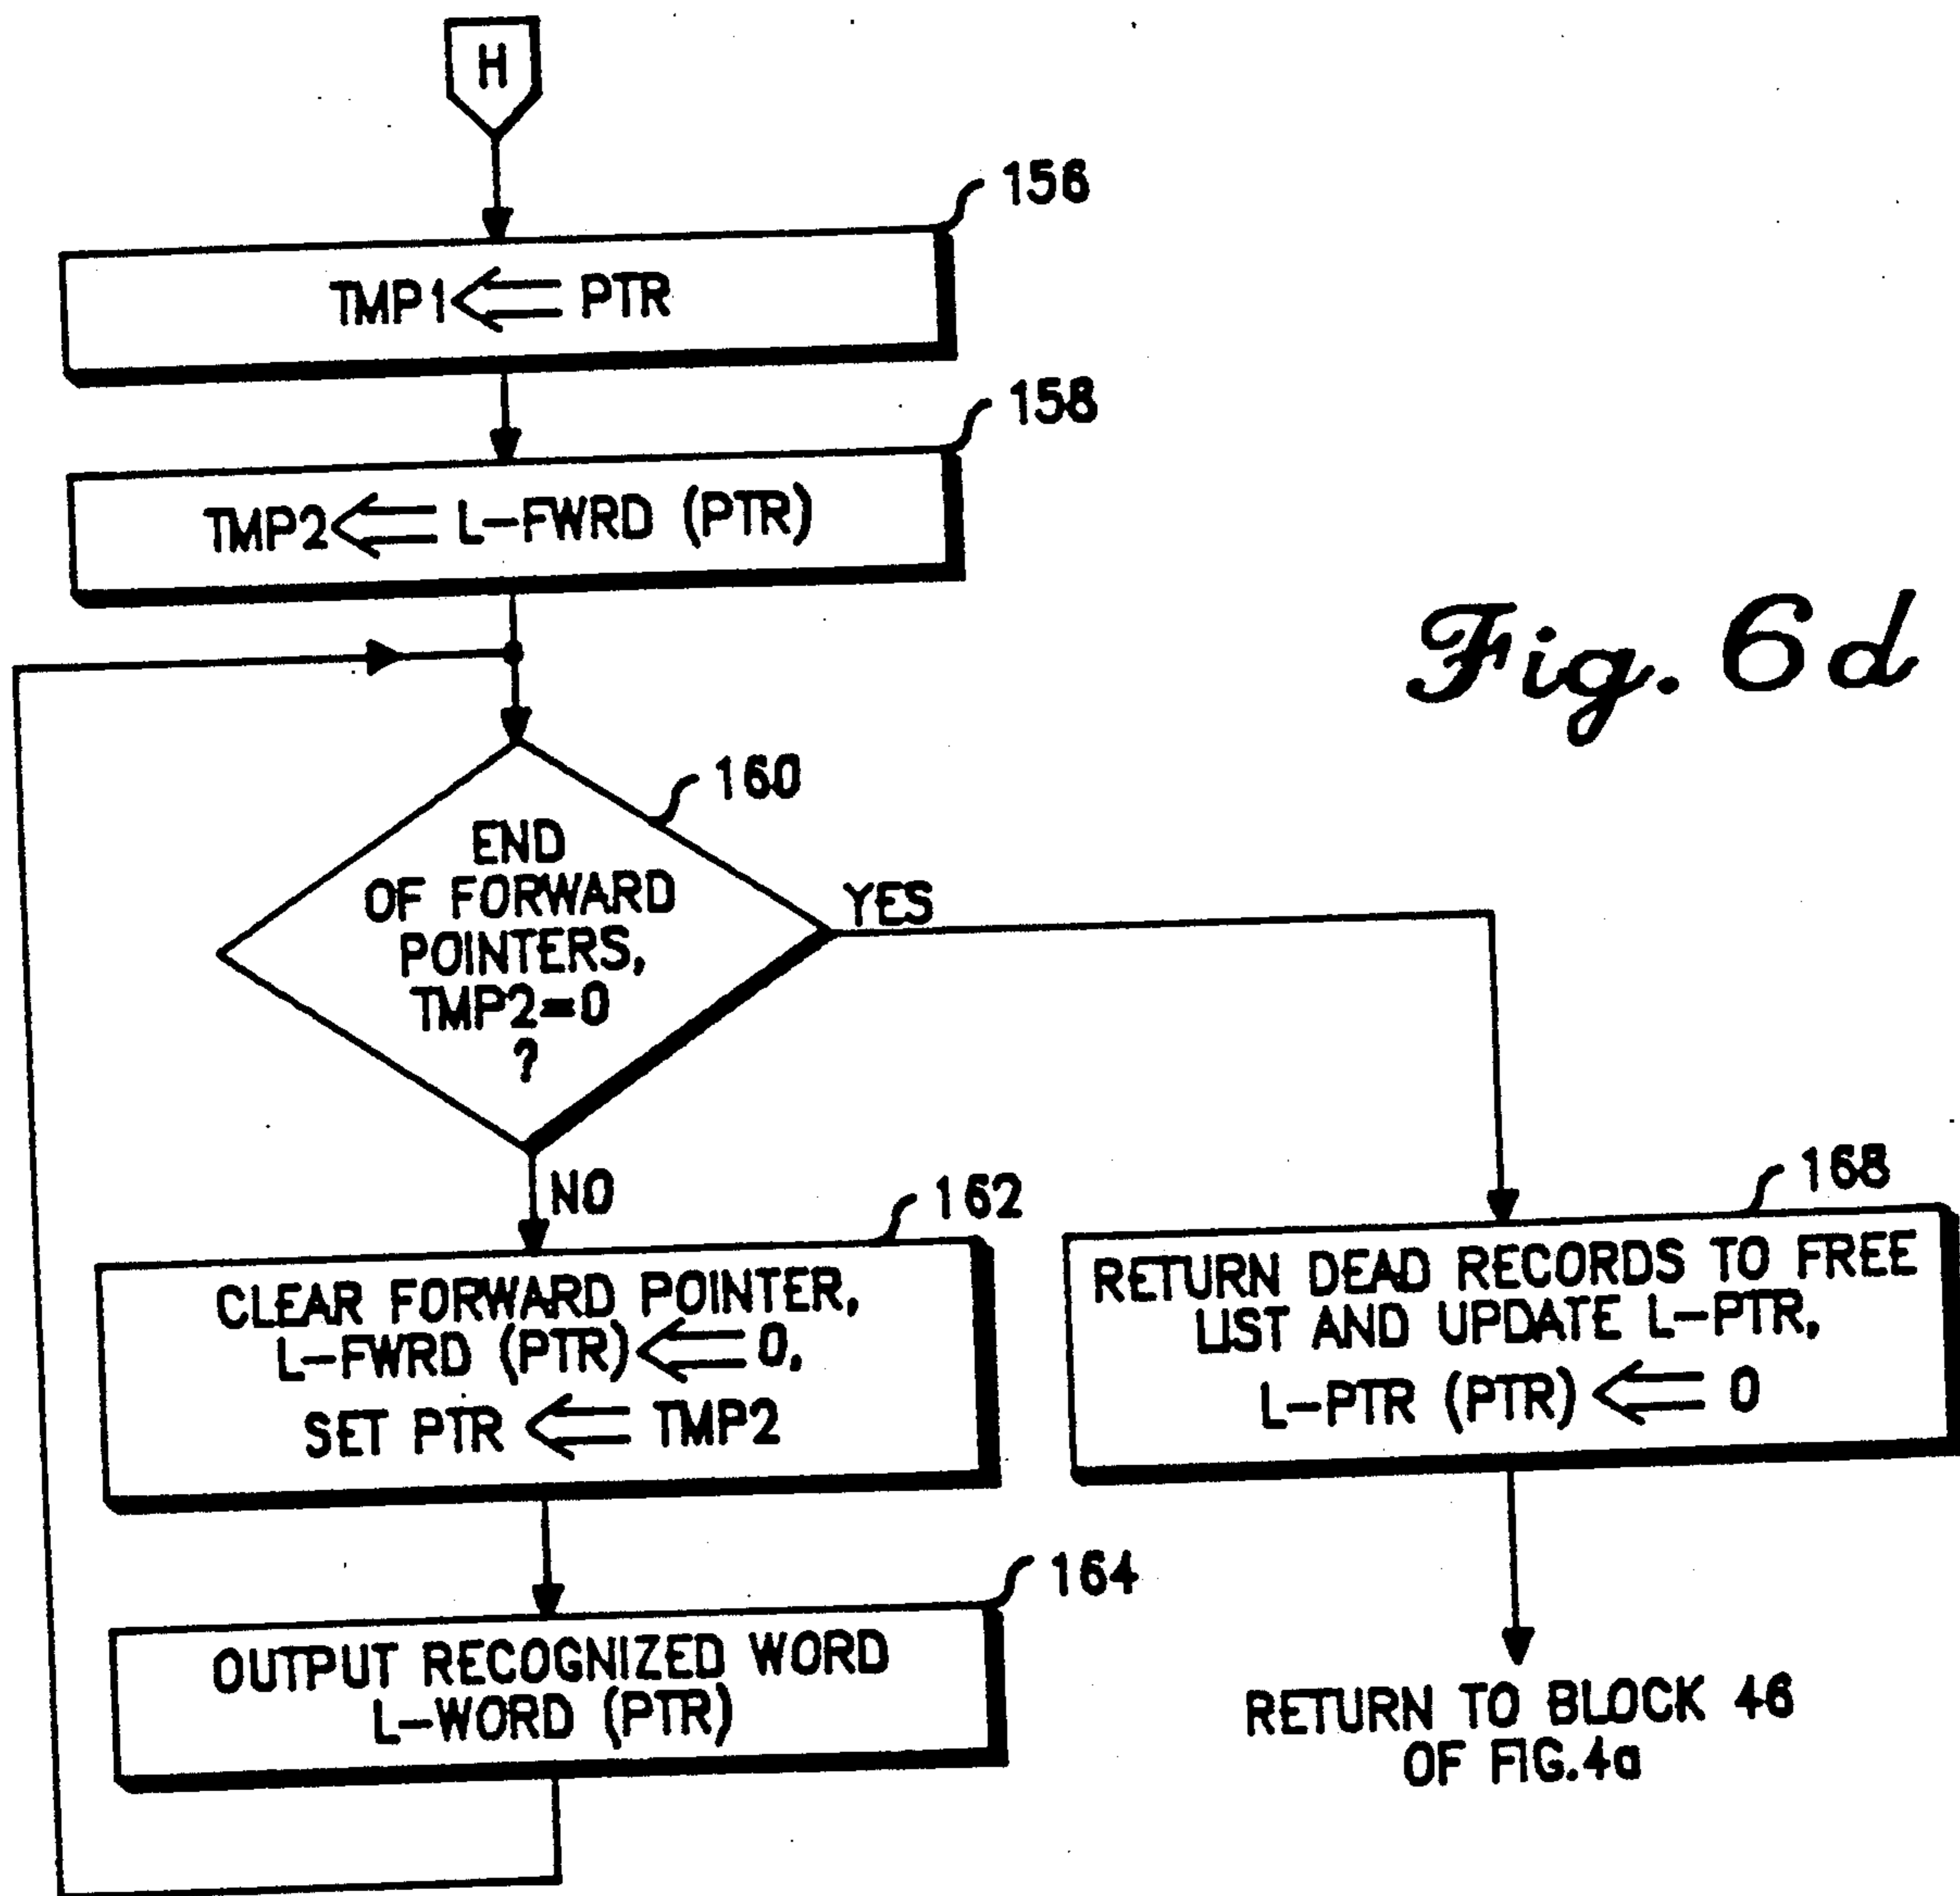 H
156
TMP1 ⇐ PTR
158
TMP2 ⇐ L-FWRD (PTR)
Fig. 6d
160
END
OF FORWARD
POINTERS,
TMP2=0
?
YES
NO
162
CLEAR FORWARD POINTER,
L-FWRD (PTR) ⇐ 0,
SET PTR ⇐ TMP2
168
RETURN DEAD RECORDS TO FREE
LIST AND UPDATE L-PTR,
L-PTR (PTR) ⇐ 0
164
OUTPUT RECOGNIZED WORD
L-WORD (PTR)
RETURN TO BLOCK 46
OF FIG.4a